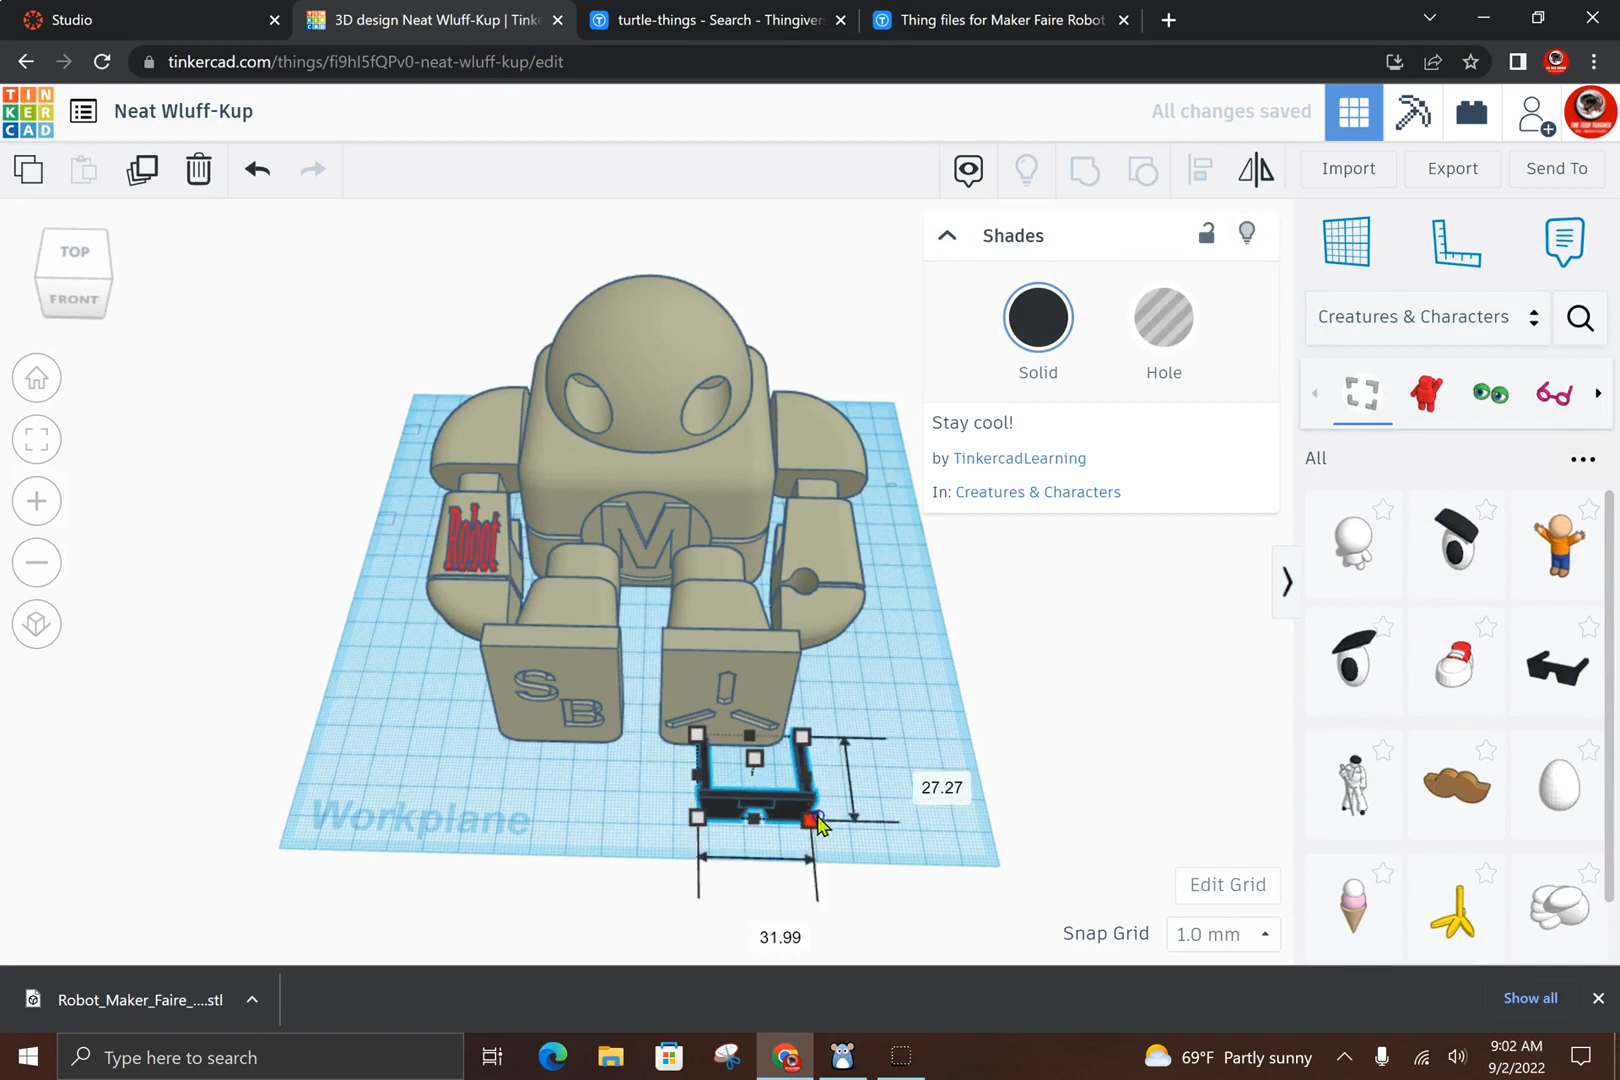 Studio
3D design Neat Wluff-Kup | Tink
turtle-things - Search - Thingivers
Thing files for Maker Faire Robot
tinkercad.com/things/fi9hI5fQPv0-neat-wluff-kup/edit
TIN
KER
CAD
Neat Wluff-Kup
All changes saved
Import
Export
Send To
TOP
FRONT
Shades
Solid
Hole
Stay cool!
by TinkercadLearning
In: Creatures & Characters
Creatures & Characters
All
Robot
M
S
B
Workplane
27.27
31.99
Edit Grid
Snap Grid
1.0 mm
Robot_Maker_Faire_....stl
Show all
Type here to search
69°F Partly sunny
9:02 AM
9/2/2022